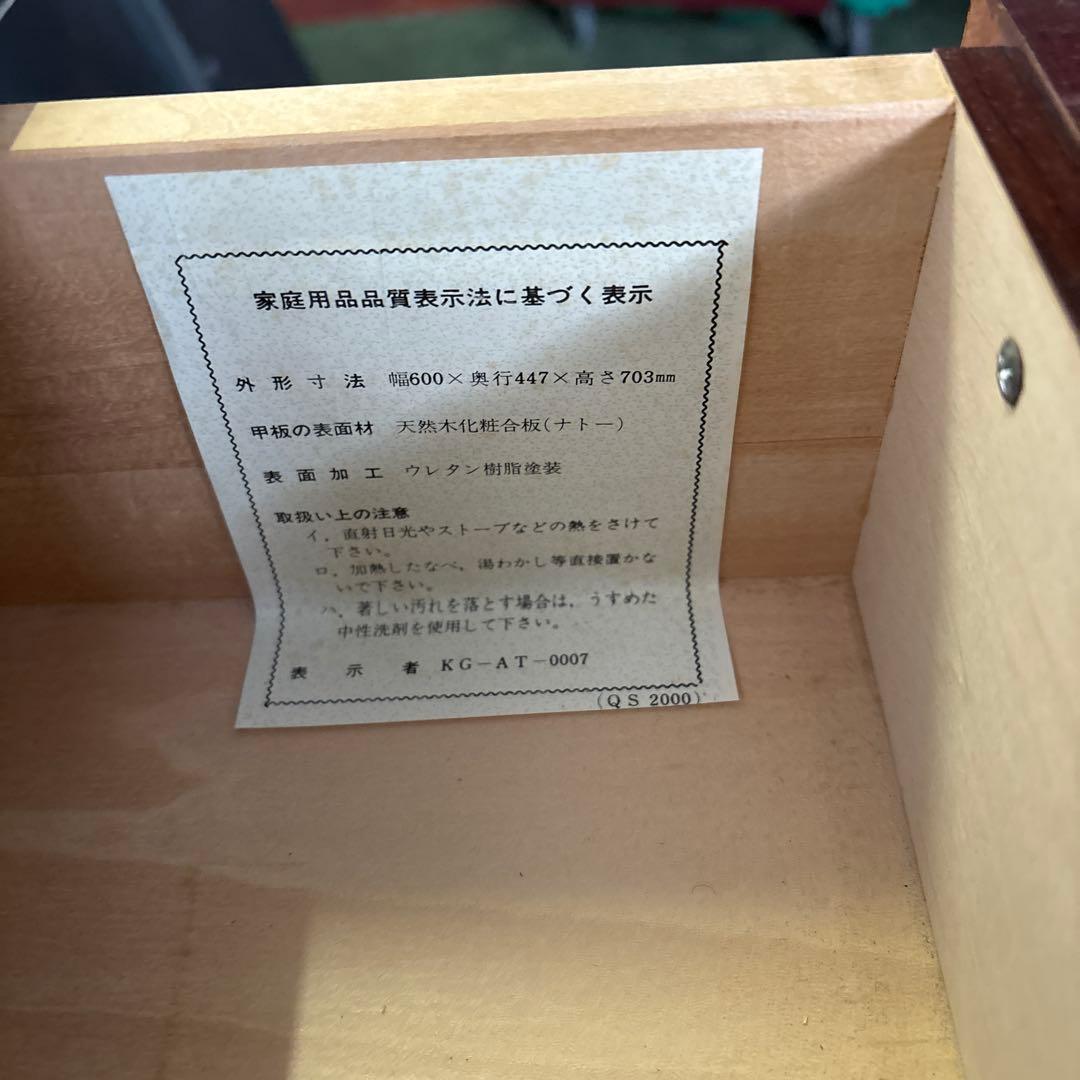 家庭用品品質表示法に基づく表示
外形寸法 幅600×奥行447×高さ703mm
甲板の表面材 天然木化粧合板(ナトー)
表面加工 ウレタン樹脂塗装
取扱い上の注意
イ.直射日光やストーブなどの熱をさけて
下さい。
ロ.加熱したなべ,湯わかし等直接置かな
いで下さい。
ハ.著しい汚れを落とす場合は,うすめた
中性洗剤を使用して下さい。
表示者 KG-AT-0007
(QS 2000)